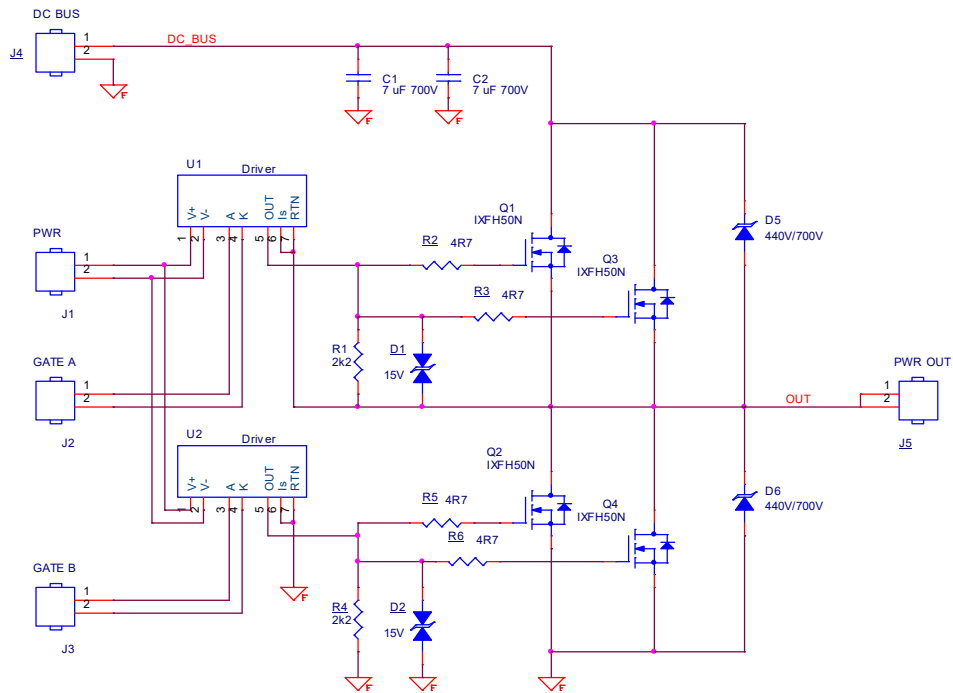 DC BUS
J4
1
2
DC_BUS
F
C1
7 uF 700V
C2
7 uF 700V
F
F
U1
Driver
V+
V-
A
K
OUT
Is
RTN
1
2
3
4
5
6
7
PWR
1
2
J1
R2 4R7
Q1
IXFH50N
Q3
IXFH50N
D5
440V/700V
R3 4R7
R1
2k2
D1
15V
GATE A
1
2
J2
OUT
PWR OUT
1
2
J5
U2
Driver
V+
V-
A
K
OUT
Is
RTN
1
2
3
4
5
6
7
Q2
IXFH50N
R5 4R7
R6 4R7
Q4
IXFH50N
D6
440V/700V
GATE B
1
2
J3
F
R4
2k2
D2
15V
F
F
F